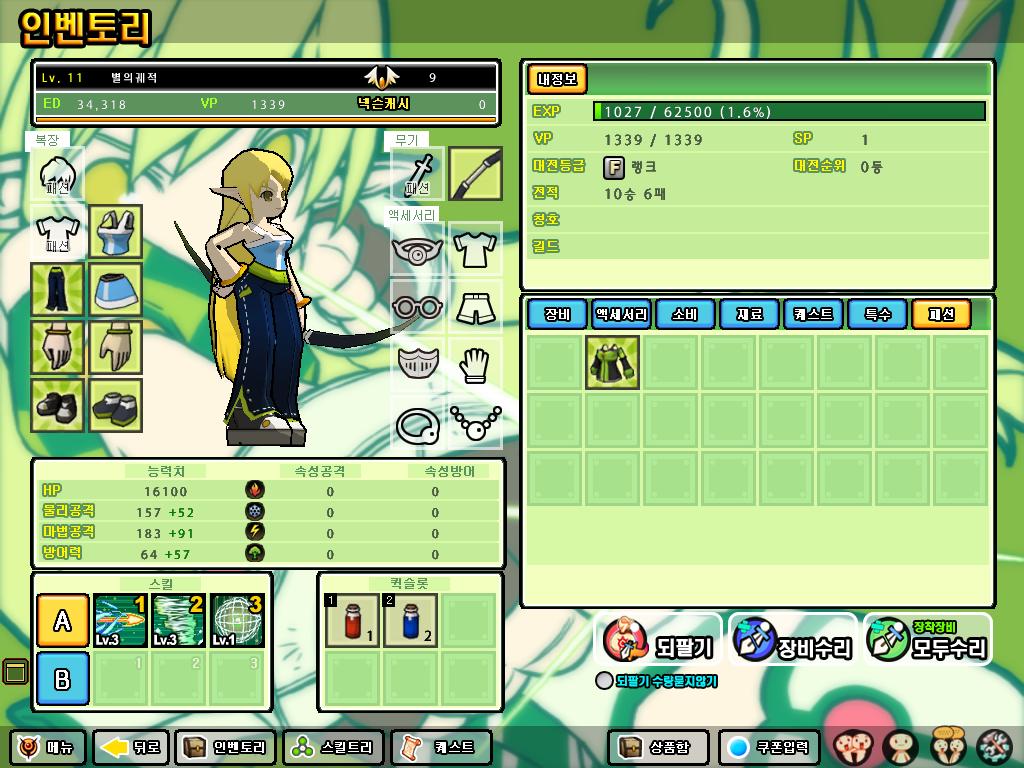 인벤토리
Lv. 11 별의궤적 9
ED 34,318 VP 1339 넥슨캐시 0
복장
패션
패션
무기
패션
액세서리
내정보
EXP 1027 / 62500 (1.6%)
VP 1339 / 1339 SP 1
대전등급 F 랭크 대전순위 0등
전적 10승 6패
칭호
길드
장비 액세서리 소비 재료 퀘스트 특수 패션
능력치 속성공격 속성방어
HP 16100 0 0
물리공격 157 +52 0 0
마법공격 183 +91 0 0
방어력 64 +57 0 0
스킬
A 1 Lv.3 2 Lv.3 3 Lv.1
B 1 2 3
퀵슬롯
1 1 2 2
되팔기 장비수리 장착장비 모두수리
되팔기 수량묻지않기
메뉴 뒤로 인벤토리 스킬트리 퀘스트 상품함 쿠폰입력